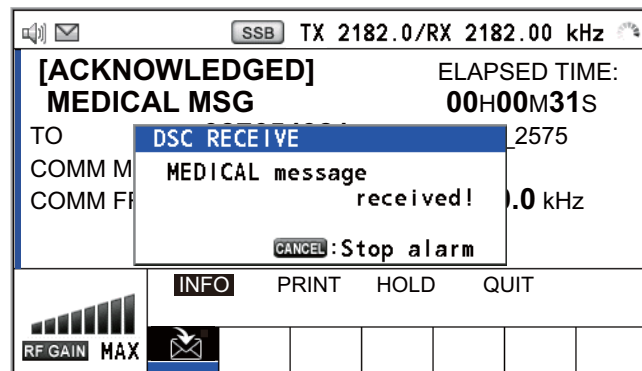 SSB TX 2182.0/RX 2182.00 kHz
[ACKNOWLEDGED] ELAPSED TIME:
MEDICAL MSG 00H00M31S
TO _2575
DSC RECEIVE
COMM M
MEDICAL message
received!
COMM FR .0 kHz
CANCEL:Stop alarm
INFO PRINT HOLD QUIT
RF GAIN MAX